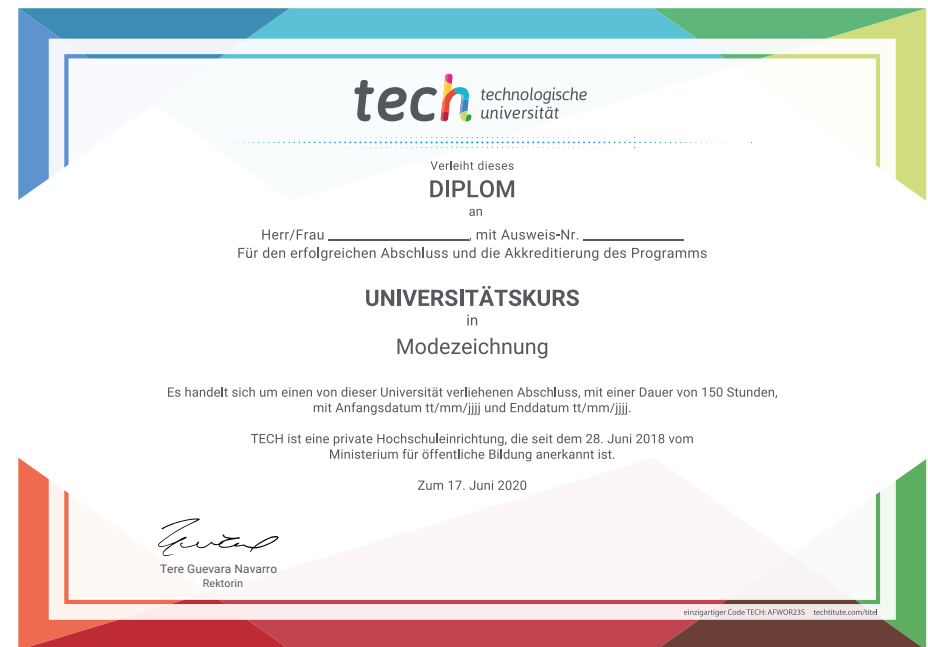 tech technologische
universität
Verleiht dieses
DIPLOM
an
Herr/Frau ____________________, mit Ausweis-Nr. ______________
Für den erfolgreichen Abschluss und die Akkreditierung des Programms
UNIVERSITÄTSKURS
in
Modezeichnung
Es handelt sich um einen von dieser Universität verliehenen Abschluss, mit einer Dauer von 150 Stunden,
mit Anfangsdatum tt/mm/jjjj und Enddatum tt/mm/jjjj.
TECH ist eine private Hochschuleinrichtung, die seit dem 28. Juni 2018 vom
Ministerium für öffentliche Bildung anerkannt ist.
Zum 17. Juni 2020
Tere Guevara Navarro
Rektorin
einzigartiger Code TECH: AFWOR23S techtitute.com/titel